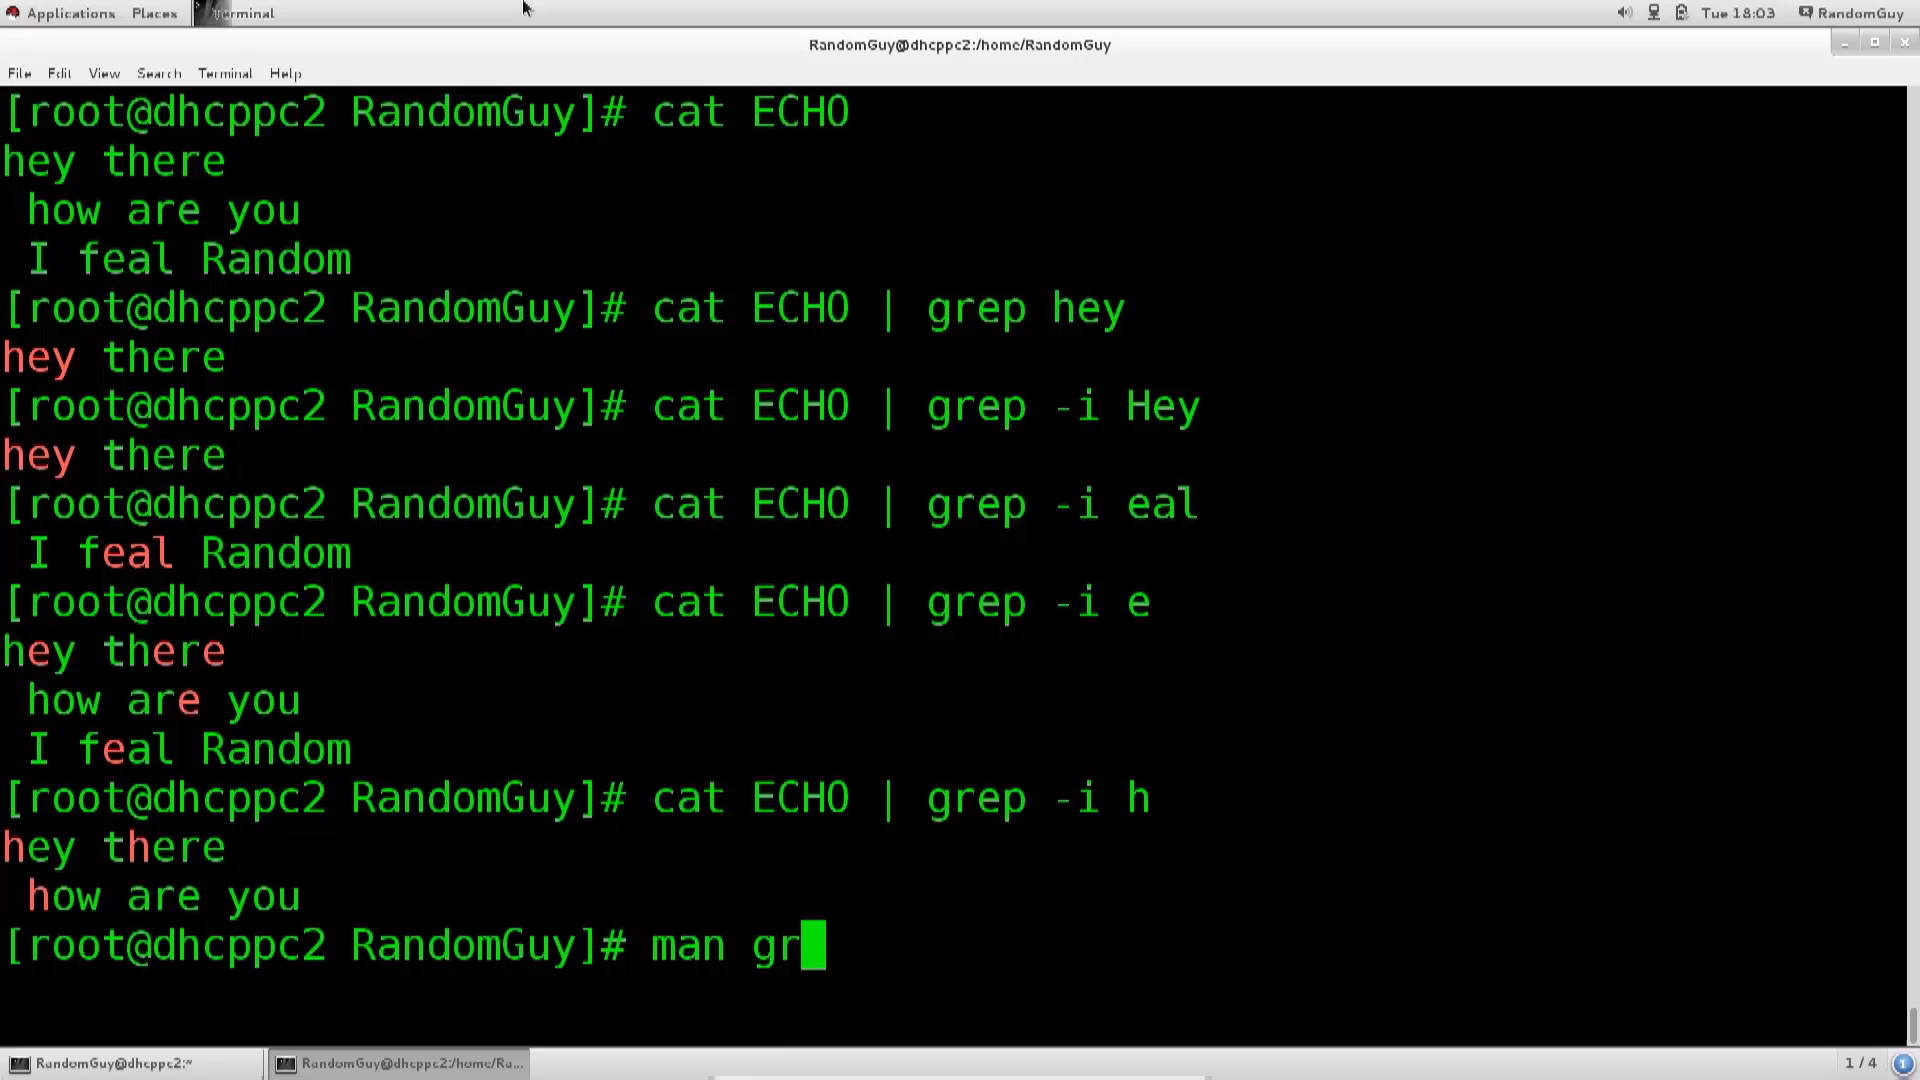 Applications Places Terminal Tue 18:03 RandomGuy
RandomGuy@dhcppc2:/home/RandomGuy
File Edit View Search Terminal Help
[root@dhcppc2 RandomGuy]# cat ECHO
hey there
 how are you
 I feal Random
[root@dhcppc2 RandomGuy]# cat ECHO | grep hey
hey there
[root@dhcppc2 RandomGuy]# cat ECHO | grep -i Hey
hey there
[root@dhcppc2 RandomGuy]# cat ECHO | grep -i eal
 I feal Random
[root@dhcppc2 RandomGuy]# cat ECHO | grep -i e
hey there
 how are you
 I feal Random
[root@dhcppc2 RandomGuy]# cat ECHO | grep -i h
hey there
 how are you
[root@dhcppc2 RandomGuy]# man gr
RandomGuy@dhcppc2:~ RandomGuy@dhcppc2:/home/Ra... 1 / 4 1